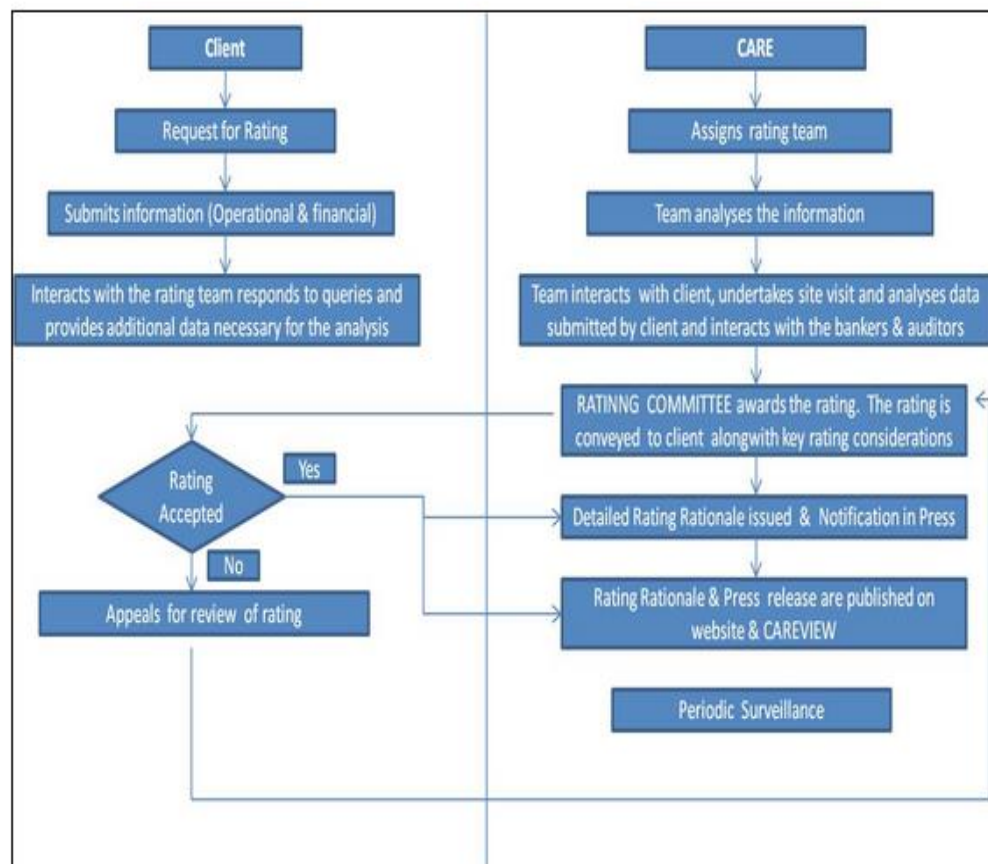 Client
Request for Rating
Submits information (Operational & financial)
Interacts with the rating team responds to queries and
provides additional data necessary for the analysis
Rating
Accepted
Yes
No
Appeals for review of rating
CARE
Assigns rating team
Team analyses the information
Team interacts with client, undertakes site visit and analyses data
submitted by client and interacts with the bankers & auditors
RATINNG COMMITTEE awards the rating. The rating is
conveyed to client alongwith key rating considerations
Detailed Rating Rationale issued & Notification in Press
Rating Rationale & Press release are published on
website & CAREVIEW
Periodic Surveillance